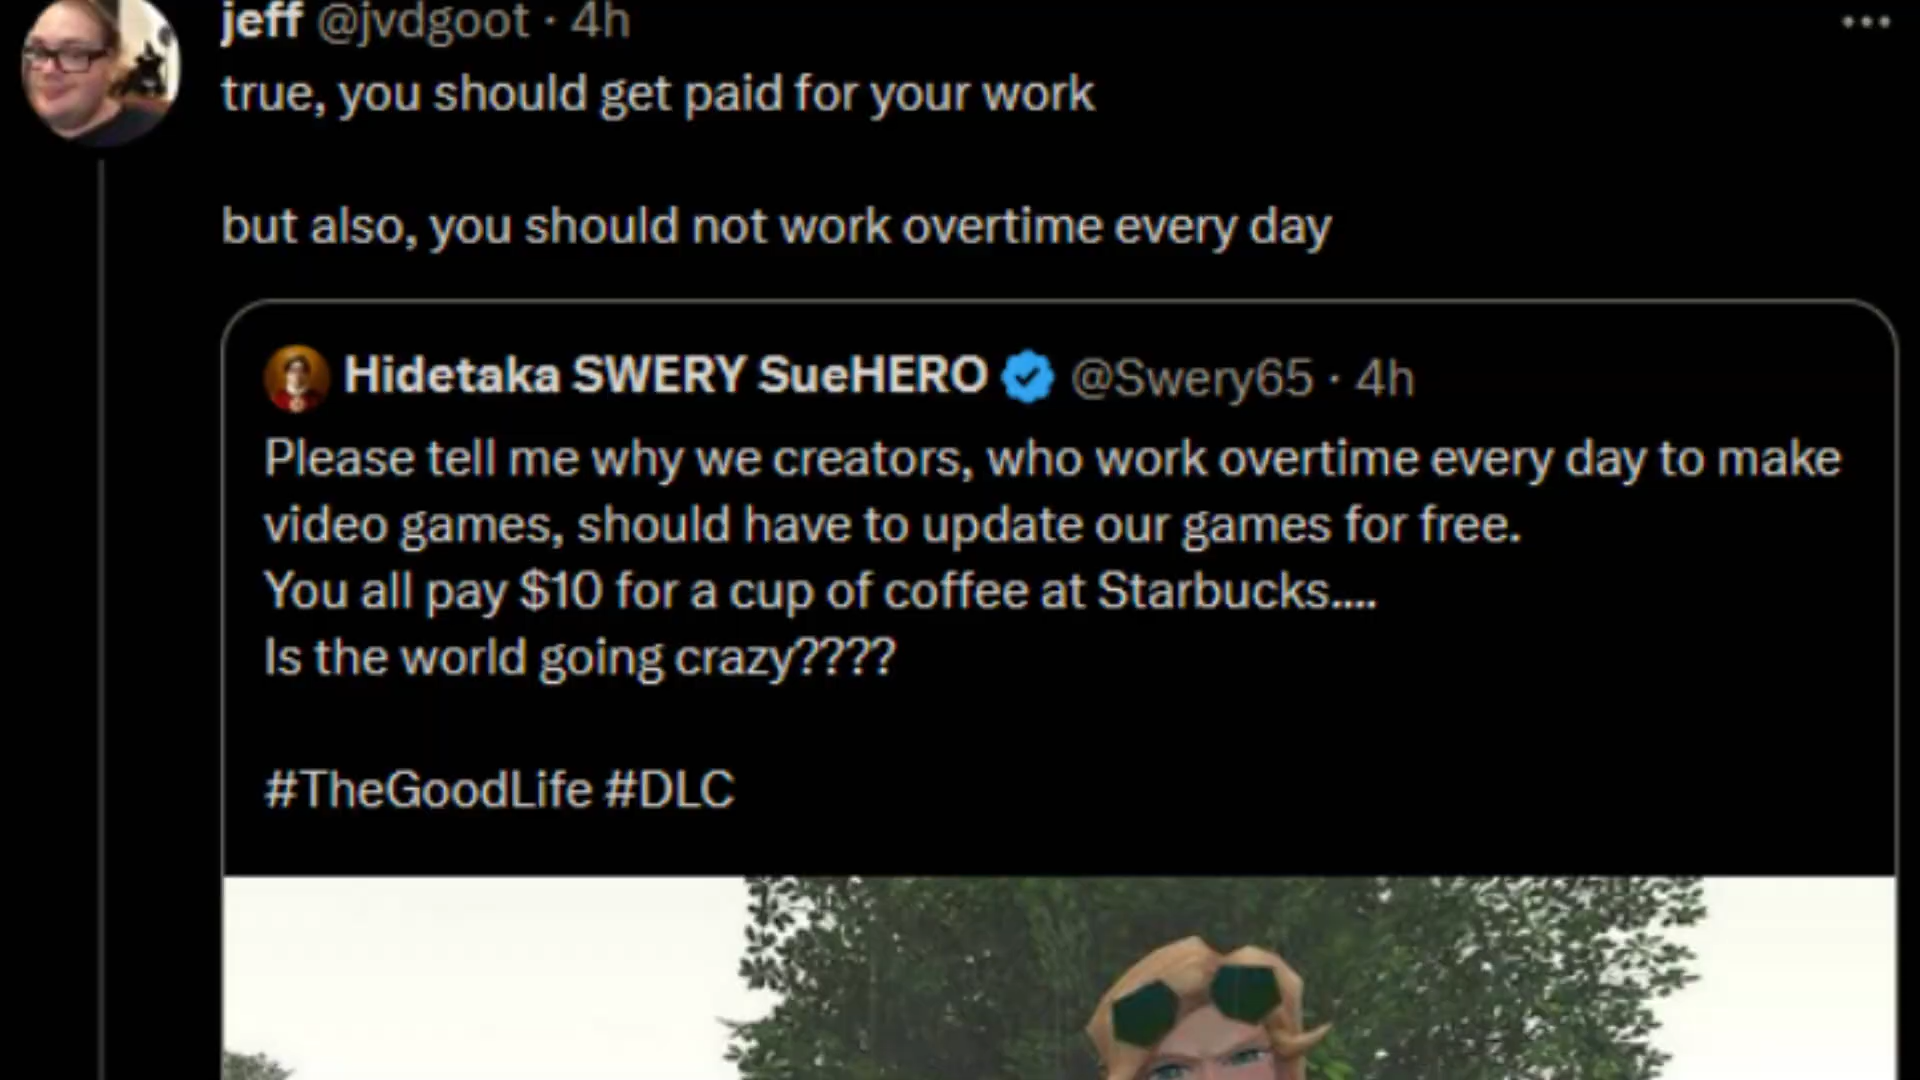 jeff @jvdgoot · 4h
true, you should get paid for your work
but also, you should not work overtime every day
Hidetaka SWERY SueHERO @Swery65 · 4h
Please tell me why we creators, who work overtime every day to make
video games, should have to update our games for free.
You all pay $10 for a cup of coffee at Starbucks....
Is the world going crazy????
#TheGoodLife #DLC